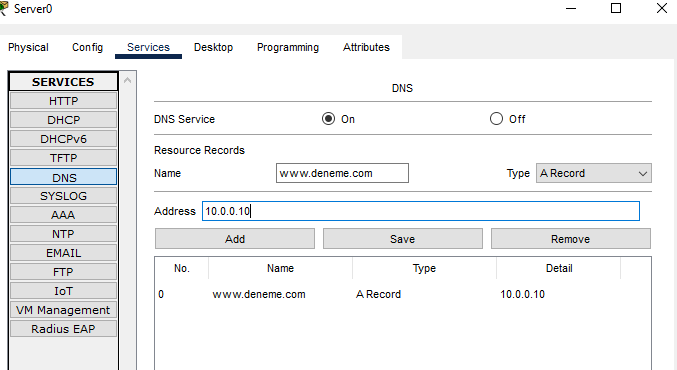 Server0
Physical Config Services Desktop Programming Attributes
SERVICES
HTTP
DHCP
DHCPv6
TFTP
DNS
SYSLOG
AAA
NTP
EMAIL
FTP
IoT
VM Management
Radius EAP
DNS
DNS Service On Off
Resource Records
Name www.deneme.com Type A Record
Address 10.0.0.10
Add Save Remove
No. Name Type Detail
0 www.deneme.com A Record 10.0.0.10